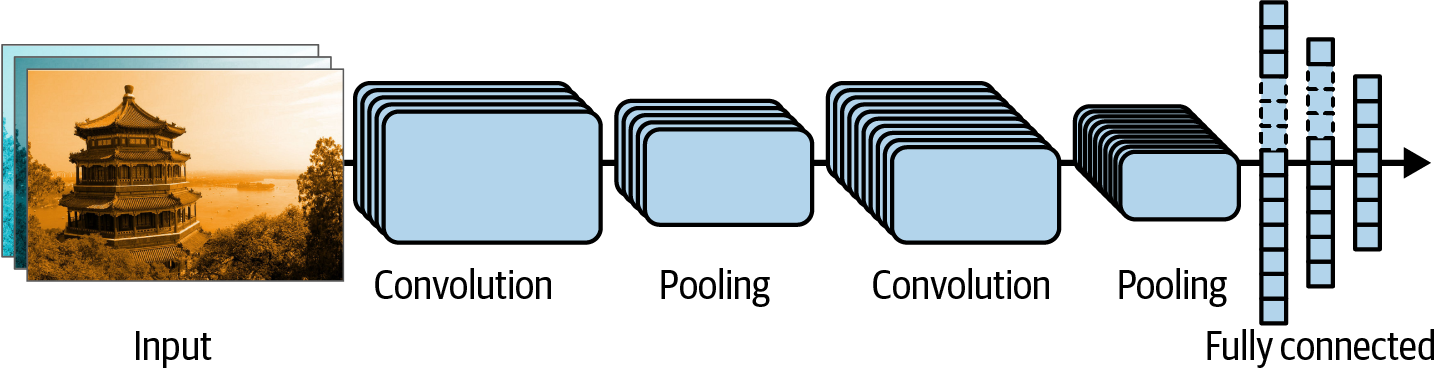 Convolution
Pooling
Convolution
Pooling
Input
Fully connected